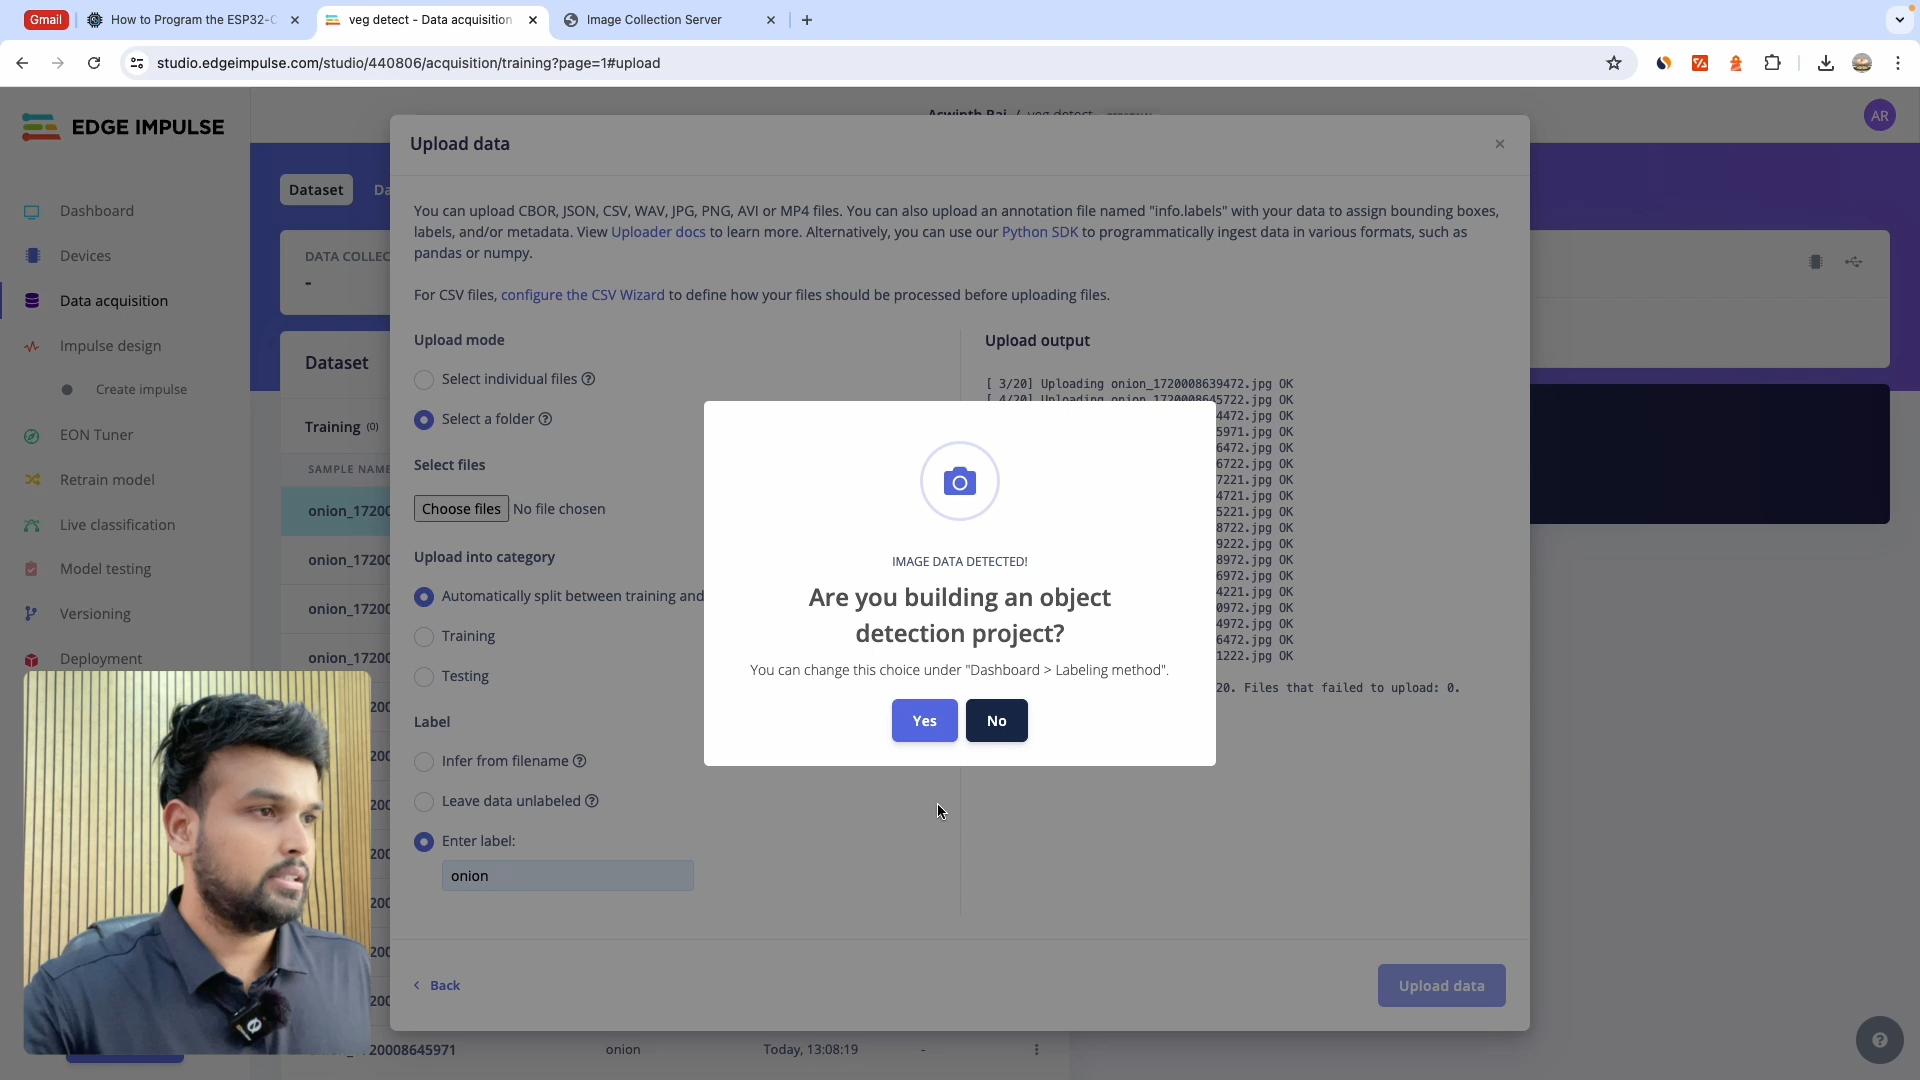 Gmail
How to Program the ESP32-C
veg detect - Data acquisition
Image Collection Server
studio.edgeimpulse.com/studio/440806/acquisition/training?page=1#upload
EDGE IMPULSE
Aswinth Raj / veg detect
AR
Dashboard
Devices
Data acquisition
Impulse design
Create impulse
EON Tuner
Retrain model
Live classification
Model testing
Versioning
Deployment
Dataset
Da
DATA COLLEC
-
Dataset
Training (0)
SAMPLE NAME
onion_1720
onion_1720
onion_1720
onion_1720
Upload data
You can upload CBOR, JSON, CSV, WAV, JPG, PNG, AVI or MP4 files. You can also upload an annotation file named "info.labels" with your data to assign bounding boxes,
labels, and/or metadata. View Uploader docs to learn more. Alternatively, you can use our Python SDK to programmatically ingest data in various formats, such as
pandas or numpy.
For CSV files, configure the CSV Wizard to define how your files should be processed before uploading files.
Upload mode
Select individual files
Select a folder
Select files
Choose files No file chosen
Upload into category
Automatically split between training and
Training
Testing
Label
Infer from filename
Leave data unlabeled
Enter label:
onion
Upload output
[ 3/20] Uploading onion_1720008639472.jpg OK
[ 4/20] Uploading onion_1720008645722.jpg OK
4472.jpg OK
5971.jpg OK
6472.jpg OK
6722.jpg OK
7221.jpg OK
4721.jpg OK
5221.jpg OK
8722.jpg OK
9222.jpg OK
8972.jpg OK
6972.jpg OK
4221.jpg OK
0972.jpg OK
4972.jpg OK
6472.jpg OK
1222.jpg OK
20. Files that failed to upload: 0.
IMAGE DATA DETECTED!
Are you building an object
detection project?
You can change this choice under "Dashboard > Labeling method".
Yes
No
Back
Upload data
20008645971 onion Today, 13:08:19 -